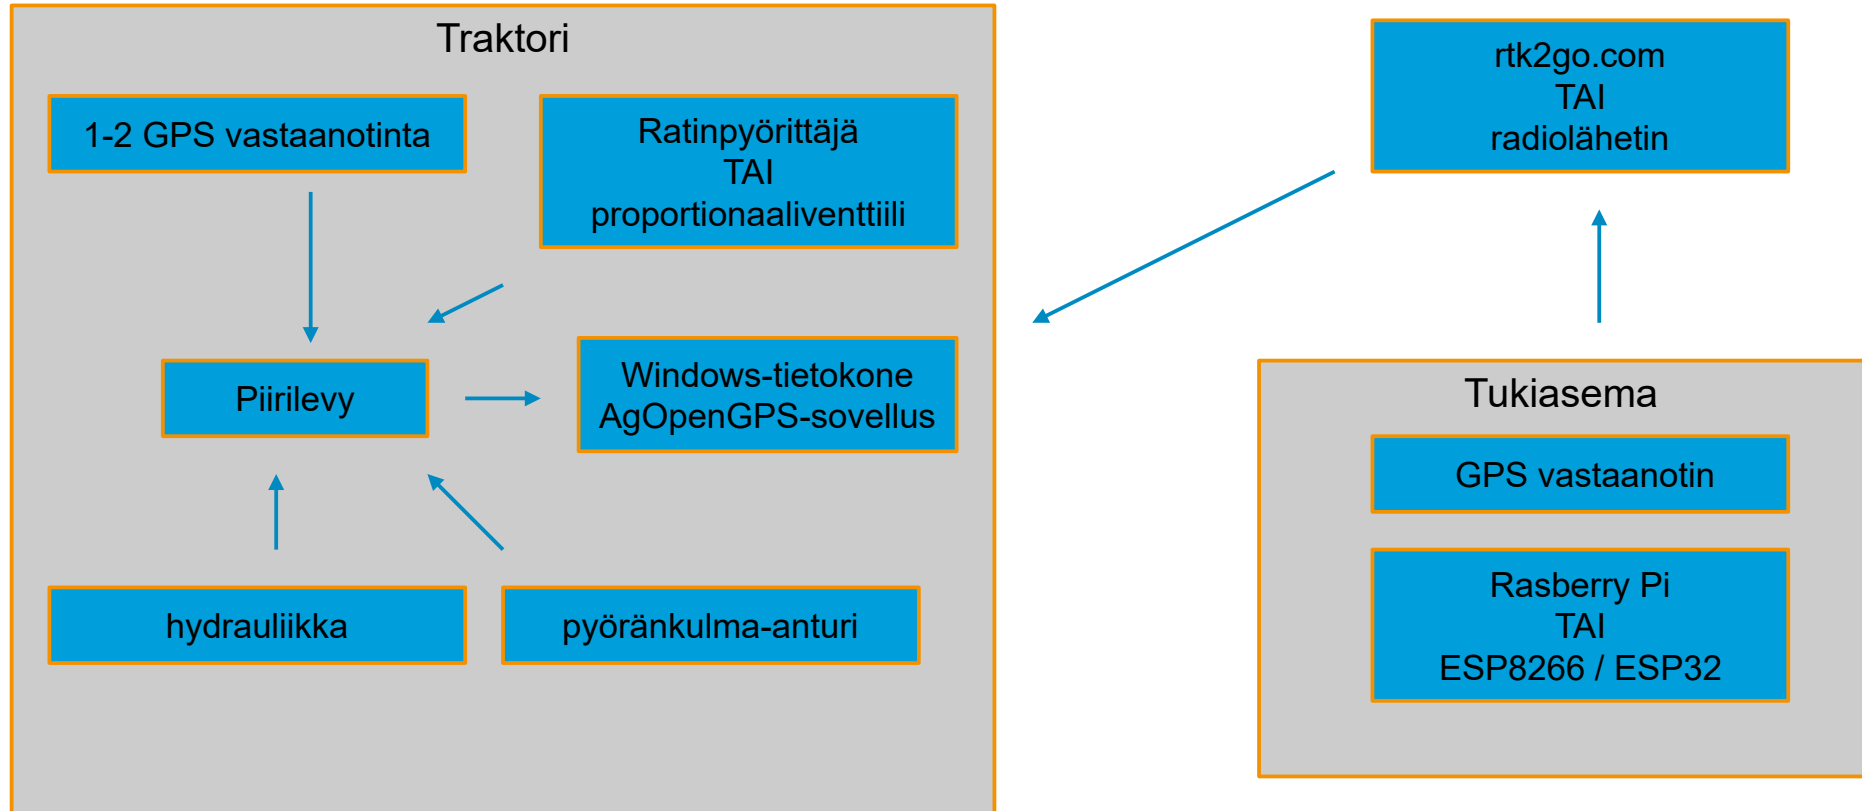 Traktori
1-2 GPS vastaanotinta
Ratinpyörittäjä
TAI
proportionaaliventtiili
Piirilevy
Windows-tietokone
AgOpenGPS-sovellus
hydrauliikka
pyöränkulma-anturi
rtk2go.com
TAI
radiolähetin
Tukiasema
GPS vastaanotin
Rasberry Pi
TAI
ESP8266 / ESP32